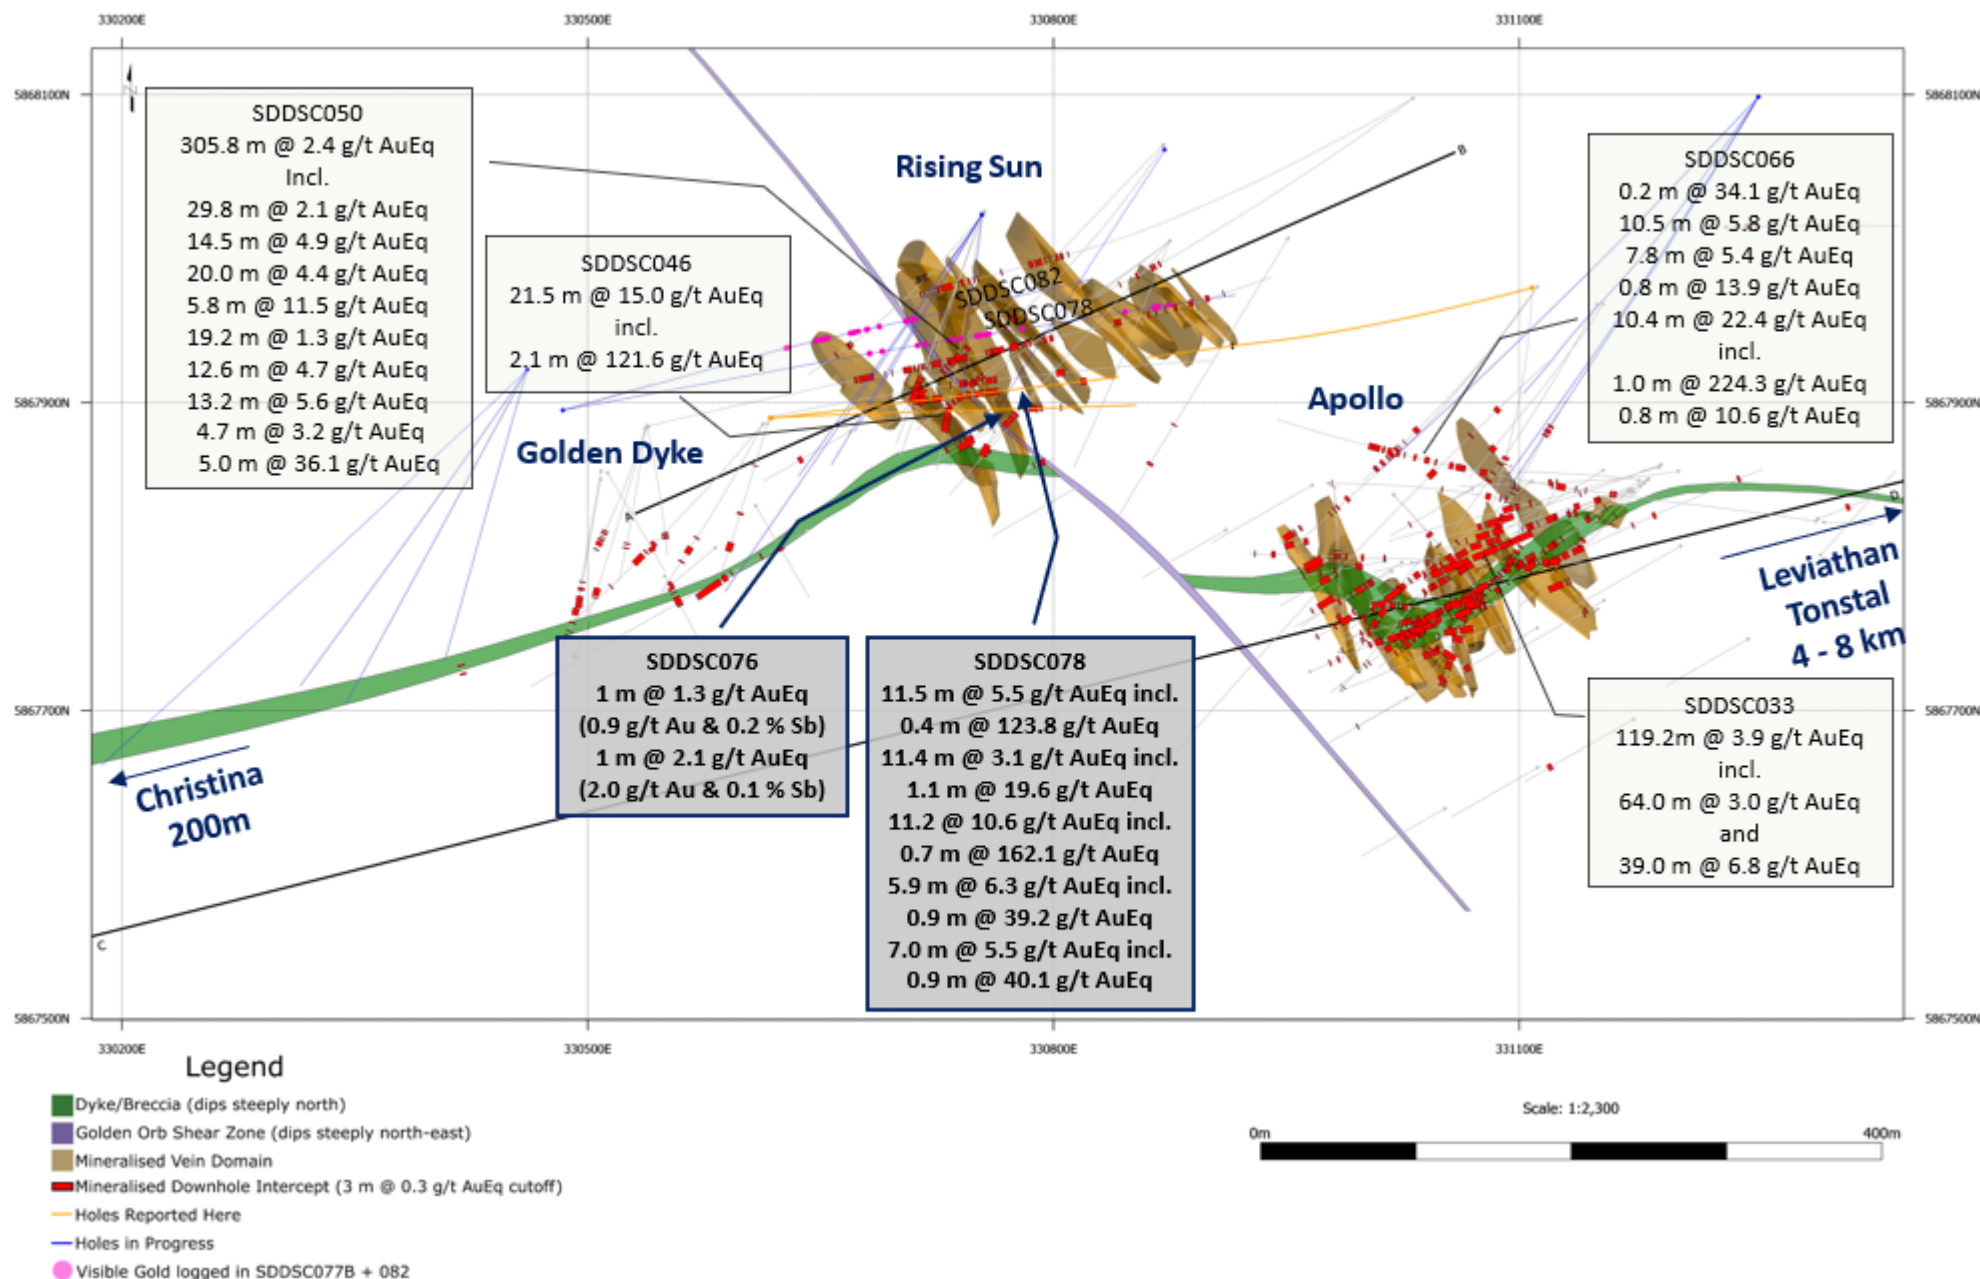 330200E
330500E
330800E
331100E
5868100N
5868100N
N
SDDSC050
305.8 m @ 2.4 g/t AuEq
Incl.
29.8 m @ 2.1 g/t AuEq
14.5 m @ 4.9 g/t AuEq
20.0 m @ 4.4 g/t AuEq
5.8 m @ 11.5 g/t AuEq
19.2 m @ 1.3 g/t AuEq
12.6 m @ 4.7 g/t AuEq
13.2 m @ 5.6 g/t AuEq
4.7 m @ 3.2 g/t AuEq
5.0 m @ 36.1 g/t AuEq
SDDSC046
21.5 m @ 15.0 g/t AuEq
incl.
2.1 m @ 121.6 g/t AuEq
Rising Sun
B
SDDSC082
SDDSC078
SDDSC066
0.2 m @ 34.1 g/t AuEq
10.5 m @ 5.8 g/t AuEq
7.8 m @ 5.4 g/t AuEq
0.8 m @ 13.9 g/t AuEq
10.4 m @ 22.4 g/t AuEq
incl.
1.0 m @ 224.3 g/t AuEq
0.8 m @ 10.6 g/t AuEq
5867900N
5867900N
Golden Dyke
Apollo
A
D
Leviathan
Tonstal
4 - 8 km
5867700N
5867700N
Christina
200m
C
SDDSC076
1 m @ 1.3 g/t AuEq
(0.9 g/t Au & 0.2 % Sb)
1 m @ 2.1 g/t AuEq
(2.0 g/t Au & 0.1 % Sb)
SDDSC078
11.5 m @ 5.5 g/t AuEq incl.
0.4 m @ 123.8 g/t AuEq
11.4 m @ 3.1 g/t AuEq incl.
1.1 m @ 19.6 g/t AuEq
11.2 @ 10.6 g/t AuEq incl.
0.7 m @ 162.1 g/t AuEq
5.9 m @ 6.3 g/t AuEq incl.
0.9 m @ 39.2 g/t AuEq
7.0 m @ 5.5 g/t AuEq incl.
0.9 m @ 40.1 g/t AuEq
SDDSC033
119.2m @ 3.9 g/t AuEq
incl.
64.0 m @ 3.0 g/t AuEq
and
39.0 m @ 6.8 g/t AuEq
5867500N
5867500N
330200E
330500E
330800E
331100E
Legend
Dyke/Breccia (dips steeply north)
Golden Orb Shear Zone (dips steeply north-east)
Mineralised Vein Domain
Mineralised Downhole Intercept (3 m @ 0.3 g/t AuEq cutoff)
Holes Reported Here
Holes in Progress
Visible Gold logged in SDDSC077B + 082
Scale: 1:2,300
0m
400m